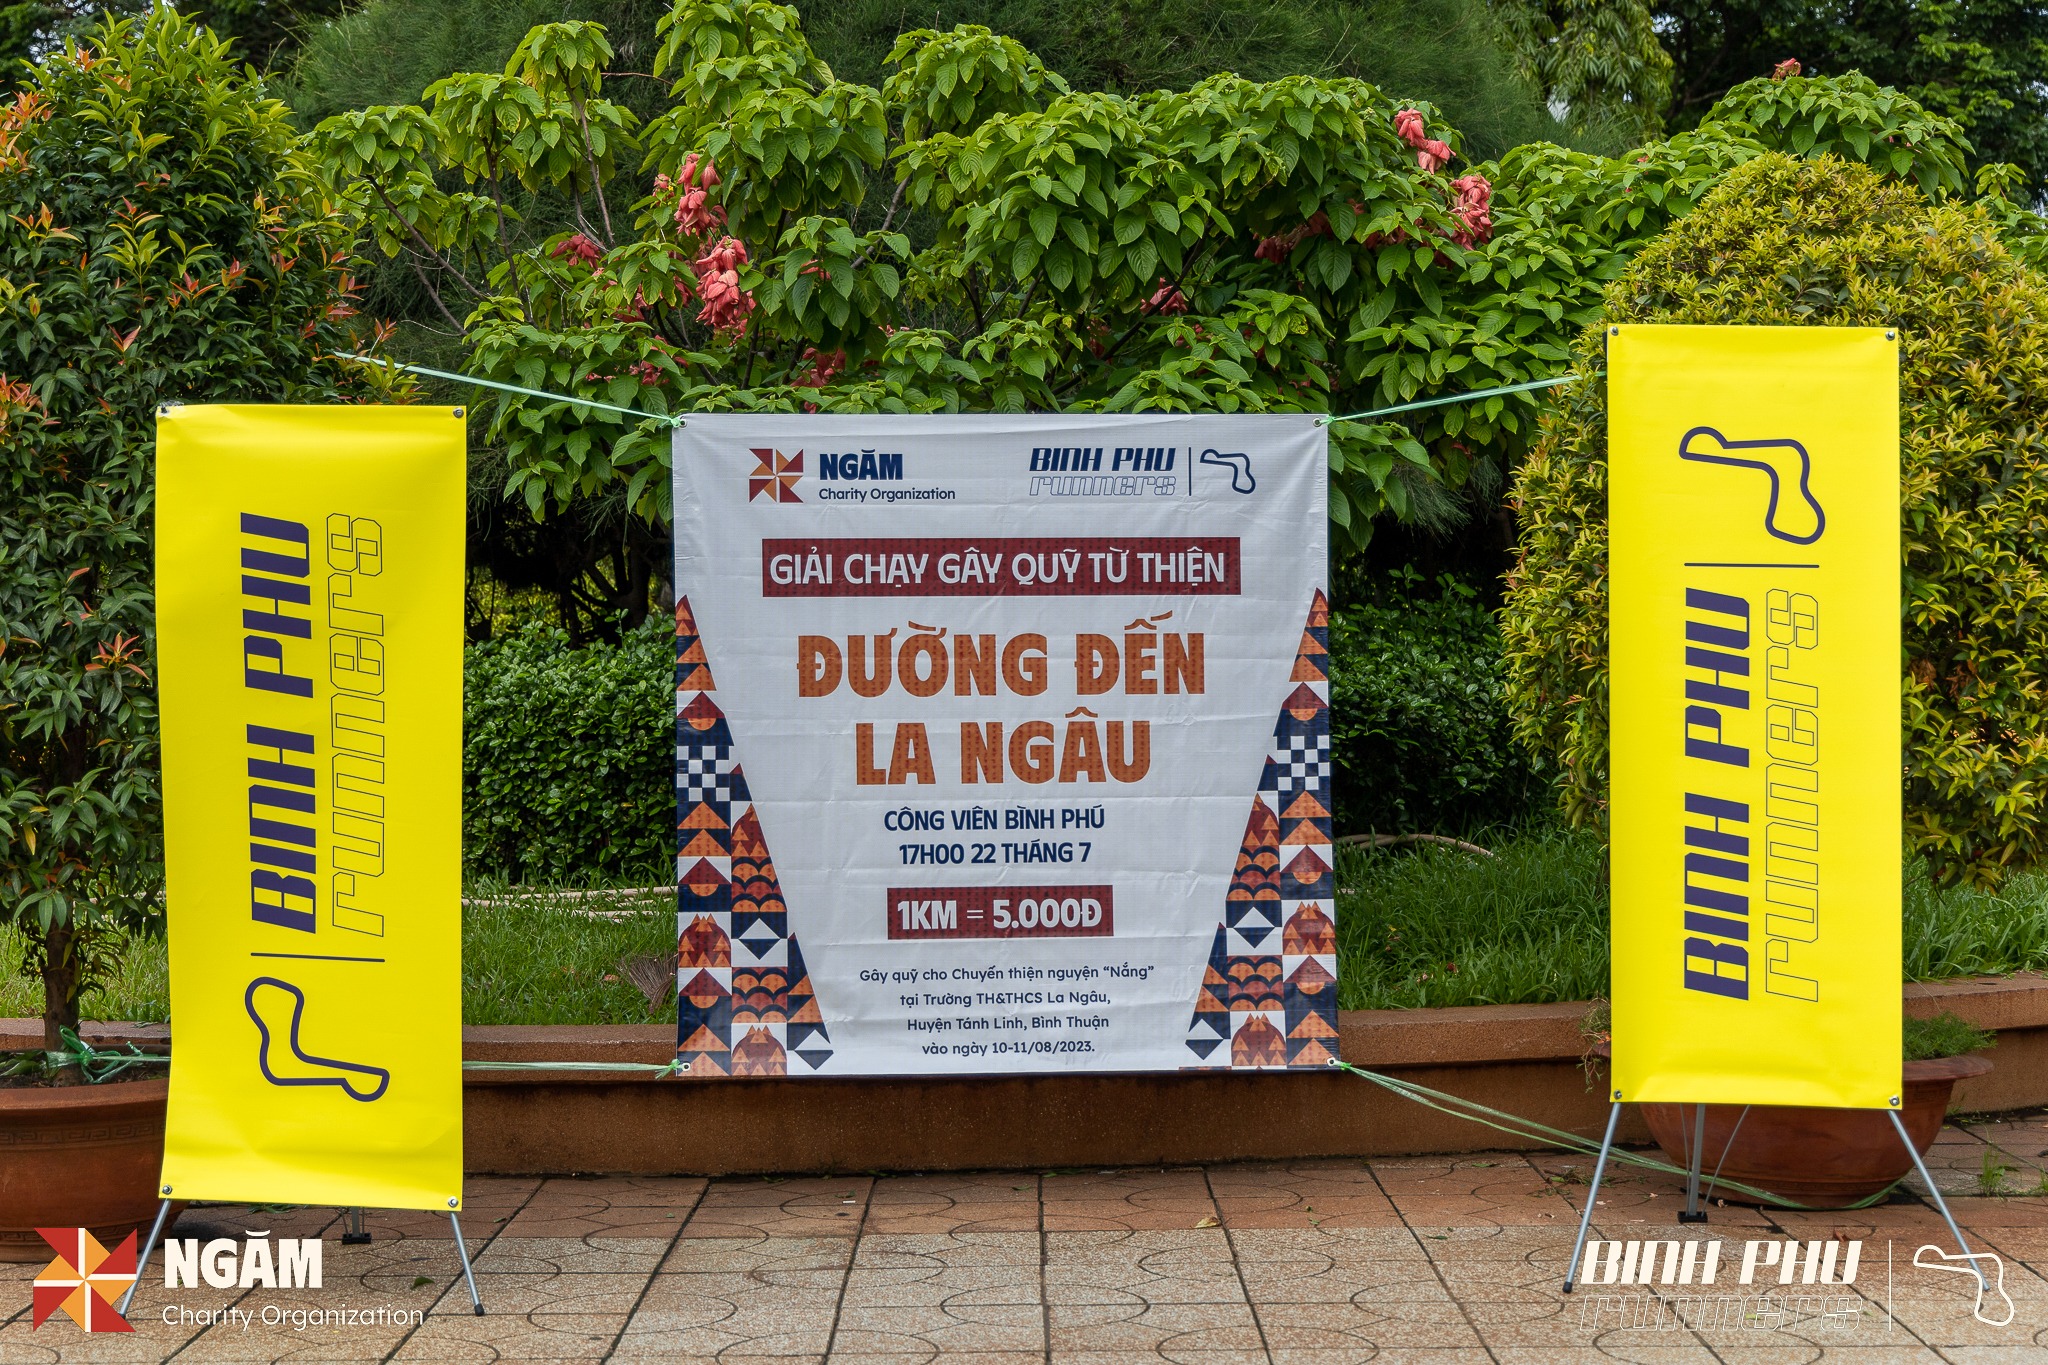 BINH PHU
runners
NGẮM
Charity Organization
BINH PHU
runners
GIẢI CHẠY GÂY QUỸ TỪ THIỆN
ĐƯỜNG ĐẾN
LA NGÂU
CÔNG VIÊN BÌNH PHÚ
17H00 22 THÁNG 7
1KM = 5.000Đ
Gây quỹ cho Chuyến thiện nguyện “Nắng”
tại Trường TH&THCS La Ngâu,
Huyện Tánh Linh, Bình Thuận
vào ngày 10-11/08/2023.
BINH PHU
runners
NGẮM
Charity Organization
BINH PHU
runners